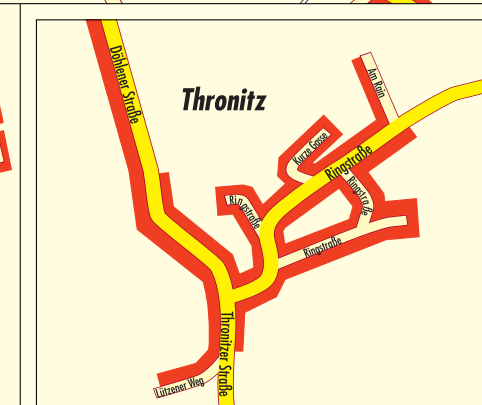 Döhlener Straße
Thronitz
Am Rain
Kurze Gasse
Ringstraße
Ringstraße
Ringstraße
Ringstraße
Thronitzer Straße
Lützener Weg